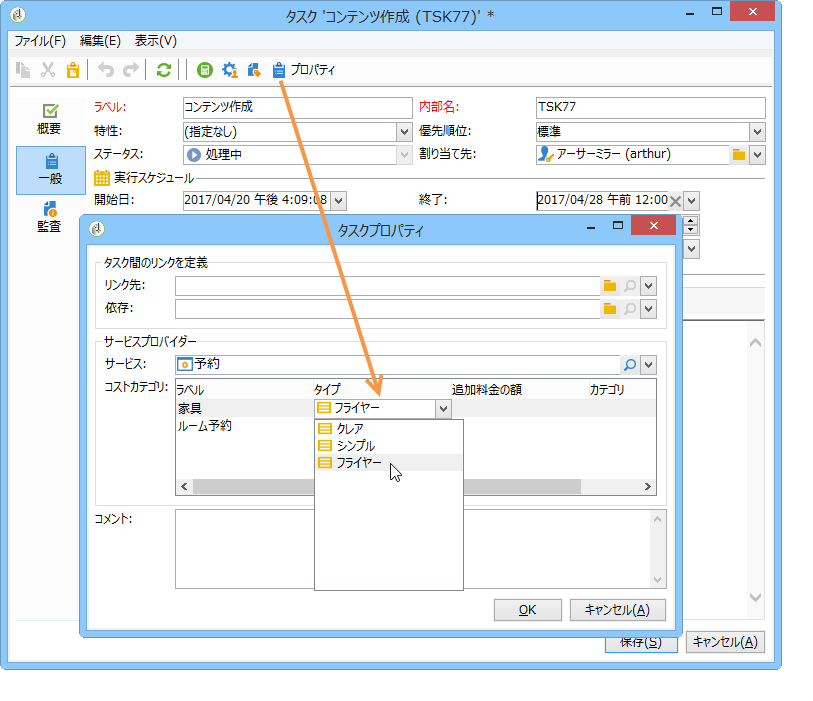 タスク 'コンテンツ作成 (TSK77)' *
ファイル(F) 編集(E) 表示(V)
プロパティ
概要
一般
監査
ラベル: コンテンツ作成 内部名: TSK77
特性: (指定なし) 優先順位: 標準
ステータス: 処理中 割り当て先: アーサーミラー (arthur)
実行スケジュール
開始日: 2017/04/20 午後 4:09:08 終了: 2017/04/28 午前 12:00
タスクプロパティ
タスク間のリンクを定義
リンク先:
依存:
サービスプロバイダー
サービス: 予約
コストカテゴリ: ラベル タイプ 追加料金の額 カテゴリ
家具 フライヤー
ルーム予約
クレア
シンプル
フライヤー
コメント:
OK キャンセル(A)
保存(S) キャンセル(A)